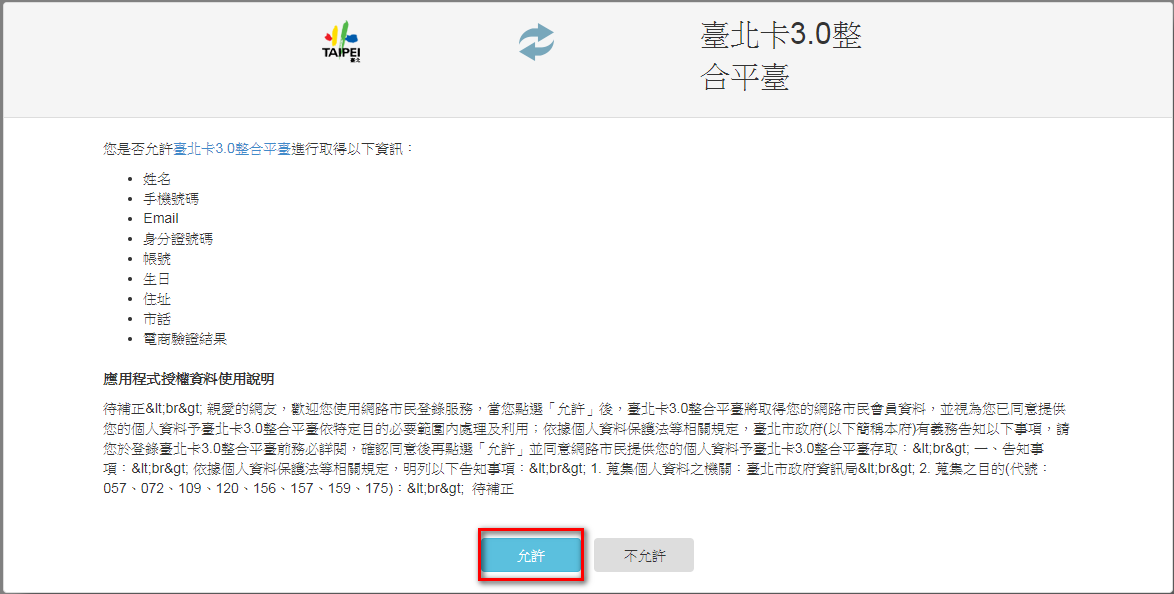 TAIPEI
臺北
臺北卡3.0整
合平臺
您是否允許臺北卡3.0整合平臺進行取得以下資訊：
• 姓名
• 手機號碼
• Email
• 身分證號碼
• 帳號
• 生日
• 住址
• 市話
• 電商驗證結果
應用程式授權資料使用說明
待補正&lt;br&gt; 親愛的網友，歡迎您使用網路市民登錄服務，當您點選「允許」後，臺北卡3.0整合平臺將取得您的網路市民會員資料，並視為您已同意提供
您的個人資料予臺北卡3.0整合平臺依特定目的必要範圍內處理及利用；依據個人資料保護法等相關規定，臺北市政府(以下簡稱本府)有義務告知以下事項，請
您於登錄臺北卡3.0整合平臺前務必詳閱，確認同意後再點選「允許」並同意網路市民提供您的個人資料予臺北卡3.0整合平臺存取：&lt;br&gt; 一、告知事
項：&lt;br&gt; 依據個人資料保護法等相關規定，明列以下告知事項：&lt;br&gt; 1. 蒐集個人資料之機關：臺北市政府資訊局&lt;br&gt; 2. 蒐集之目的(代號：
057、072、109、120、156、157、159、175)：&lt;br&gt; 待補正
允許
不允許